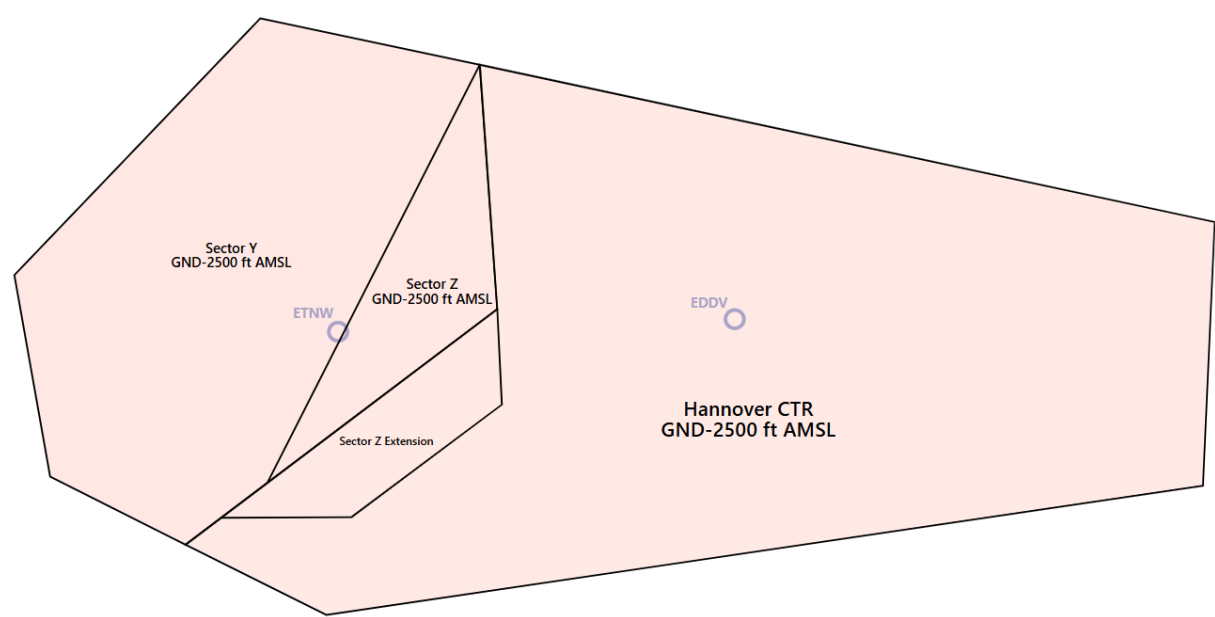 Sector Y
GND-2500 ft AMSL
Sector Z
GND-2500 ft AMSL
ETNW
EDDV
Hannover CTR
GND-2500 ft AMSL
Sector Z Extension